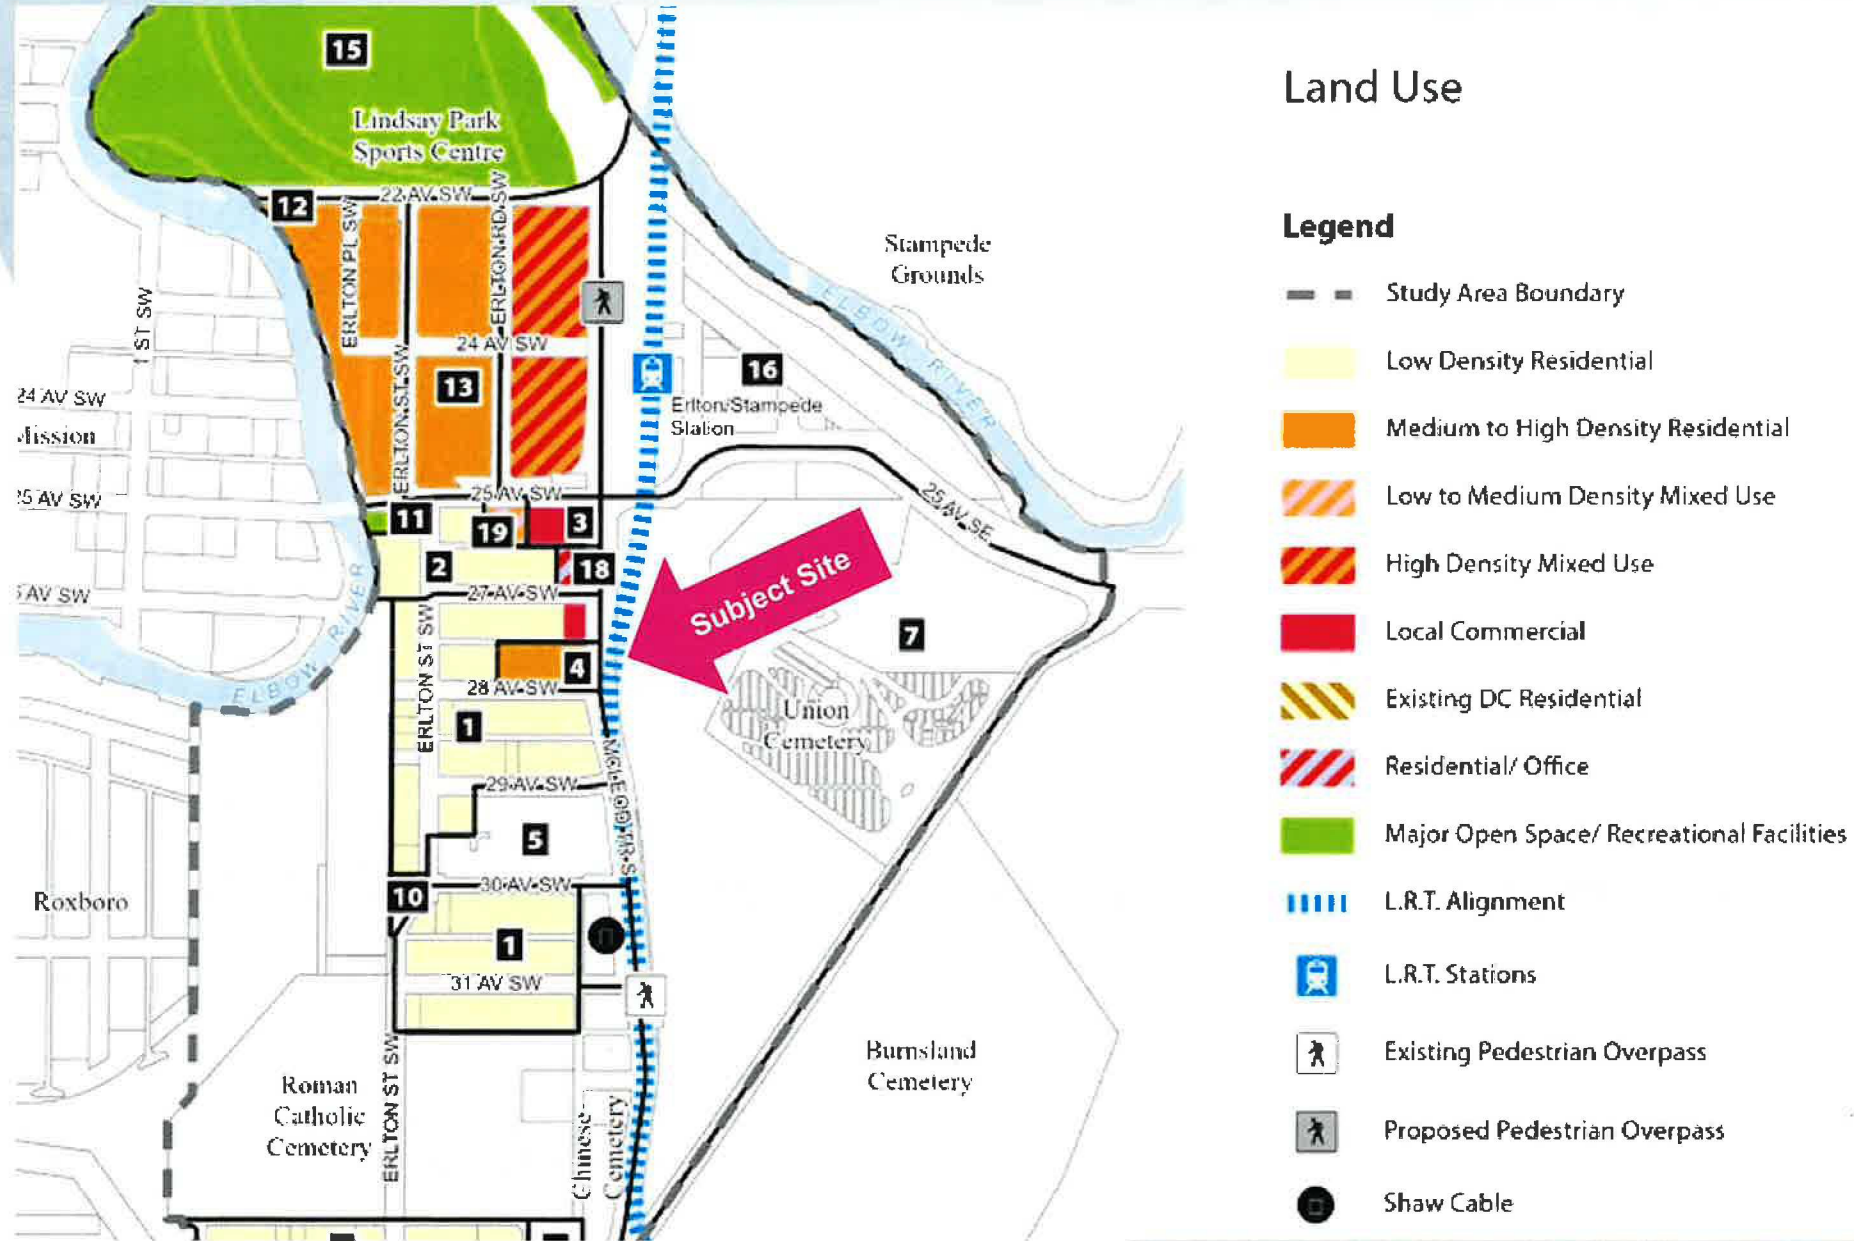 Land Use
Legend
Study Area Boundary
Low Density Residential
Medium to High Density Residential
Low to Medium Density Mixed Use
High Density Mixed Use
Local Commercial
Existing DC Residential
Residential/ Office
Major Open Space/ Recreational Facilities
L.R.T. Alignment
L.R.T. Stations
Existing Pedestrian Overpass
Proposed Pedestrian Overpass
Shaw Cable
15
Lindsay Park
Sports Centre
12
22 AV SW
ERLTON PL SW
ERLTON RD SW
ERLTON ST SW
1 ST SW
24 AV SW
24 AV SW
13
16
Stampede
Grounds
ELBOW RIVER
Erlton/Stampede
Station
Mission
25 AV SW
25 AV SW
25 AV SE
11
19
3
2
18
27 AV SW
AV SW
Subject Site
7
4
28 AV SW
ERLTON ST SW
ELBOW RIVER
1
Union
Cemetery
29 AV SW
5
30 AV SW
10
Roxboro
1
31 AV SW
ERLTON ST SW
Roman
Catholic
Cemetery
Chinese
Cemetery
Burnsland
Cemetery